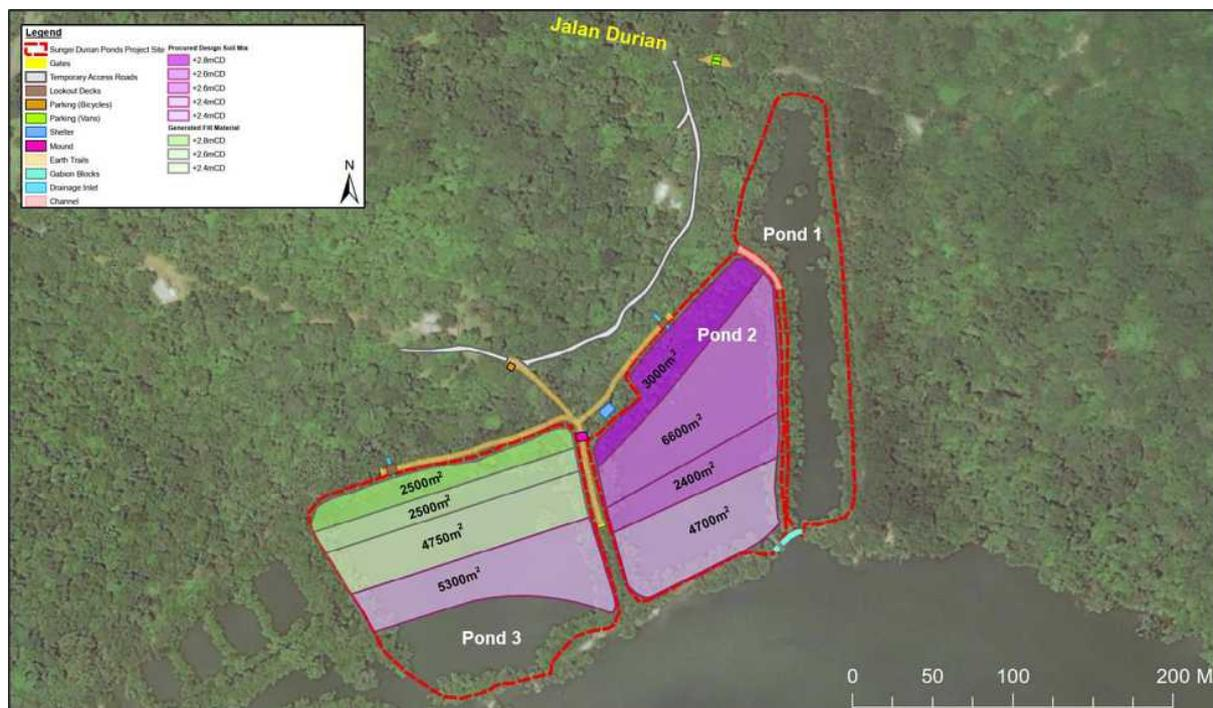 Legend
Sungei Durian Ponds Project Site
Gates
Temporary Access Roads
Lookout Decks
Parking (Bicycles)
Parking (Vans)
Shelter
Mound
Earth Trails
Gabion Blocks
Drainage Inlet
Channel
Procured Design Soil Mix
+2.8mCD
+2.6mCD
+2.6mCD
+2.4mCD
+2.4mCD
Generated Fill Material
+2.8mCD
+2.6mCD
+2.4mCD
N
Jalan Durian
Pond 1
Pond 2
3000m²
6600m²
2400m²
4700m²
2500m²
2500m²
4750m²
5300m²
Pond 3
0 50 100 200 M